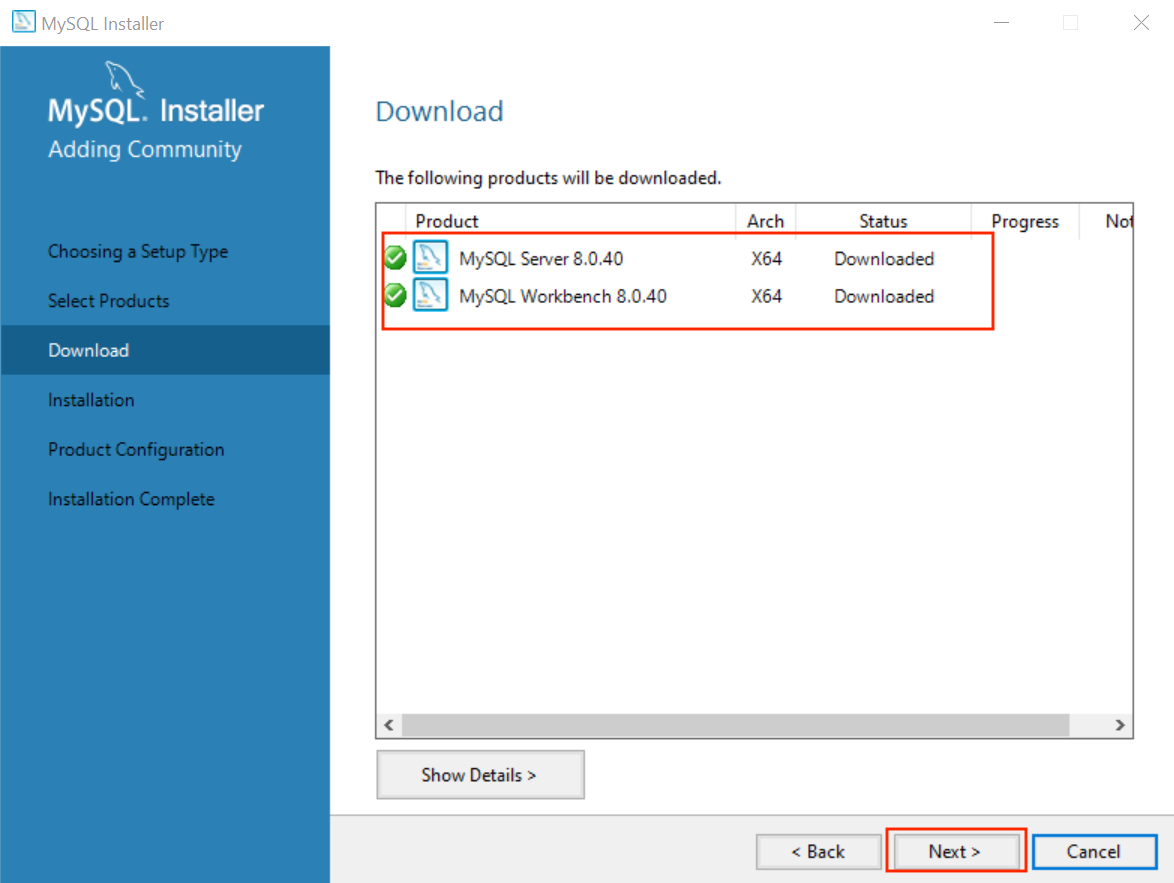 MySQL Installer
MySQL. Installer
Adding Community
Choosing a Setup Type
Select Products
Download
Installation
Product Configuration
Installation Complete
Download
The following products will be downloaded.
Product Arch Status Progress Not
MySQL Server 8.0.40 X64 Downloaded
MySQL Workbench 8.0.40 X64 Downloaded
Show Details >
< Back Next > Cancel